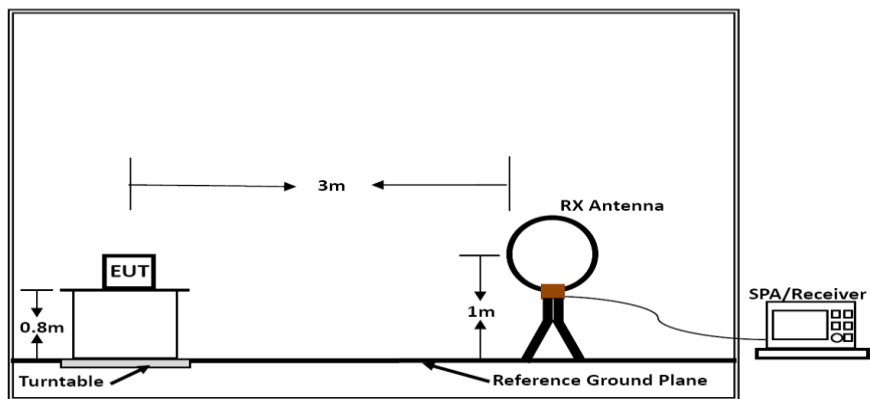 3m
RX Antenna
EUT
SPA/Receiver
0.8m
1m
Turntable
Reference Ground Plane